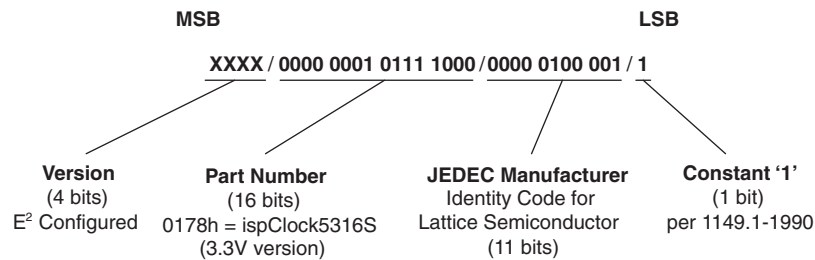 MSB LSB
XXXX / 0000 0001 0111 1000 / 0000 0100 001 / 1
Version
(4 bits)
E² Configured
Part Number
(16 bits)
0178h = ispClock5316S
(3.3V version)
JEDEC Manufacturer
Identity Code for
Lattice Semiconductor
(11 bits)
Constant ‘1’
(1 bit)
per 1149.1-1990